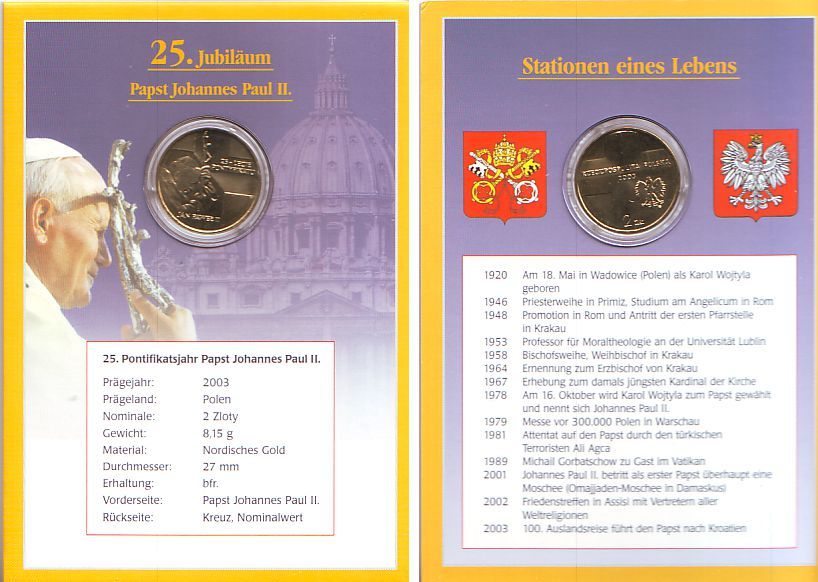 25. Jubiläum
Papst Johannes Paul II.
25-LECIE
PONTYFIKATU
JAN PAWEŁ II
25. Pontifikatsjahr Papst Johannes Paul II.
Prägejahr: 2003
Prägeland: Polen
Nominale: 2 Zloty
Gewicht: 8,15 g
Material: Nordisches Gold
Durchmesser: 27 mm
Erhaltung: bfr.
Vorderseite: Papst Johannes Paul II.
Rückseite: Kreuz, Nominalwert
Stationen eines Lebens
RZECZPOSPOLITA POLSKA
2003
2 ZŁ
1920 Am 18. Mai in Wadowice (Polen) als Karol Wojtyla
geboren
1946 Priesterweihe in Primiz, Studium am Angelicum in Rom
1948 Promotion in Rom und Antritt der ersten Pfarrstelle
in Krakau
1953 Professor für Moraltheologie an der Universität Lublin
1958 Bischofsweihe, Weihbischof in Krakau
1964 Ernennung zum Erzbischof von Krakau
1967 Erhebung zum damals jüngsten Kardinal der Kirche
1978 Am 16. Oktober wird Karol Wojtyla zum Papst gewählt
und nennt sich Johannes Paul II.
1979 Messe vor 300.000 Polen in Warschau
1981 Attentat auf den Papst durch den türkischen
Terroristen Ali Agca
1989 Michail Gorbatschow zu Gast im Vatikan
2001 Johannes Paul II. betritt als erster Papst überhaupt eine
Moschee (Omajjaden-Moschee in Damaskus)
2002 Friedenstreffen in Assisi mit Vertretern aller
Weltreligionen
2003 100. Auslandsreise führt den Papst nach Kroatien